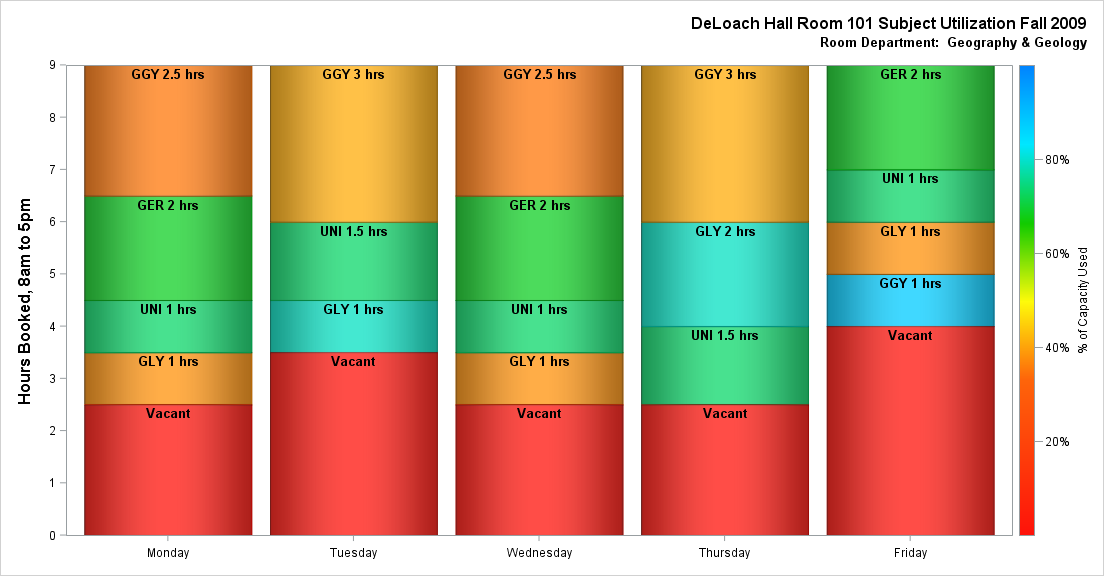 DeLoach Hall Room 101 Subject Utilization Fall 2009
Room Department: Geography & Geology
Hours Booked, 8am to 5pm
9
8
7
6
5
4
3
2
1
0
GGY 2.5 hrs
GER 2 hrs
UNI 1 hrs
GLY 1 hrs
Vacant
GGY 3 hrs
UNI 1.5 hrs
GLY 1 hrs
Vacant
GGY 2.5 hrs
GER 2 hrs
UNI 1 hrs
GLY 1 hrs
Vacant
GGY 3 hrs
GLY 2 hrs
UNI 1.5 hrs
Vacant
GER 2 hrs
UNI 1 hrs
GLY 1 hrs
GGY 1 hrs
Vacant
Monday
Tuesday
Wednesday
Thursday
Friday
80%
60%
40%
20%
% of Capacity Used